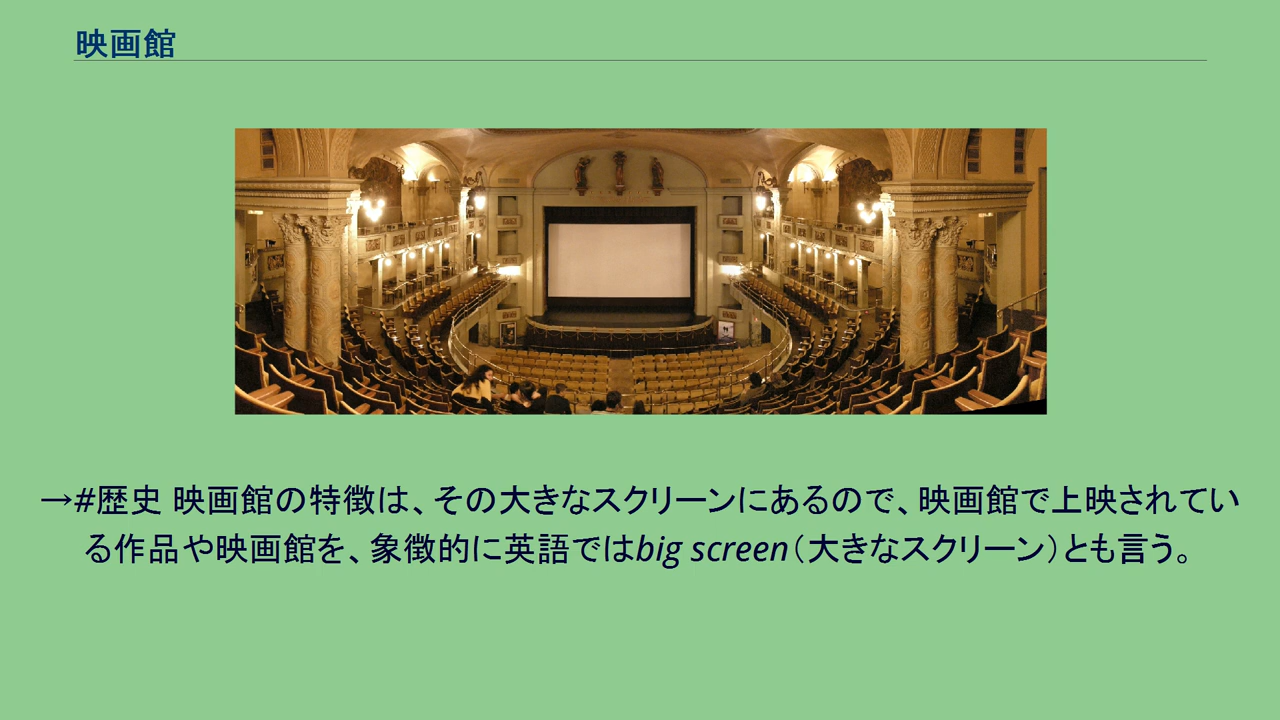 映画館
→#歴史 映画館の特徴は、その大きなスクリーンにあるので、映画館で上映されてい
る作品や映画館を、象徴的に英語ではbig screen（大きなスクリーン）とも言う。